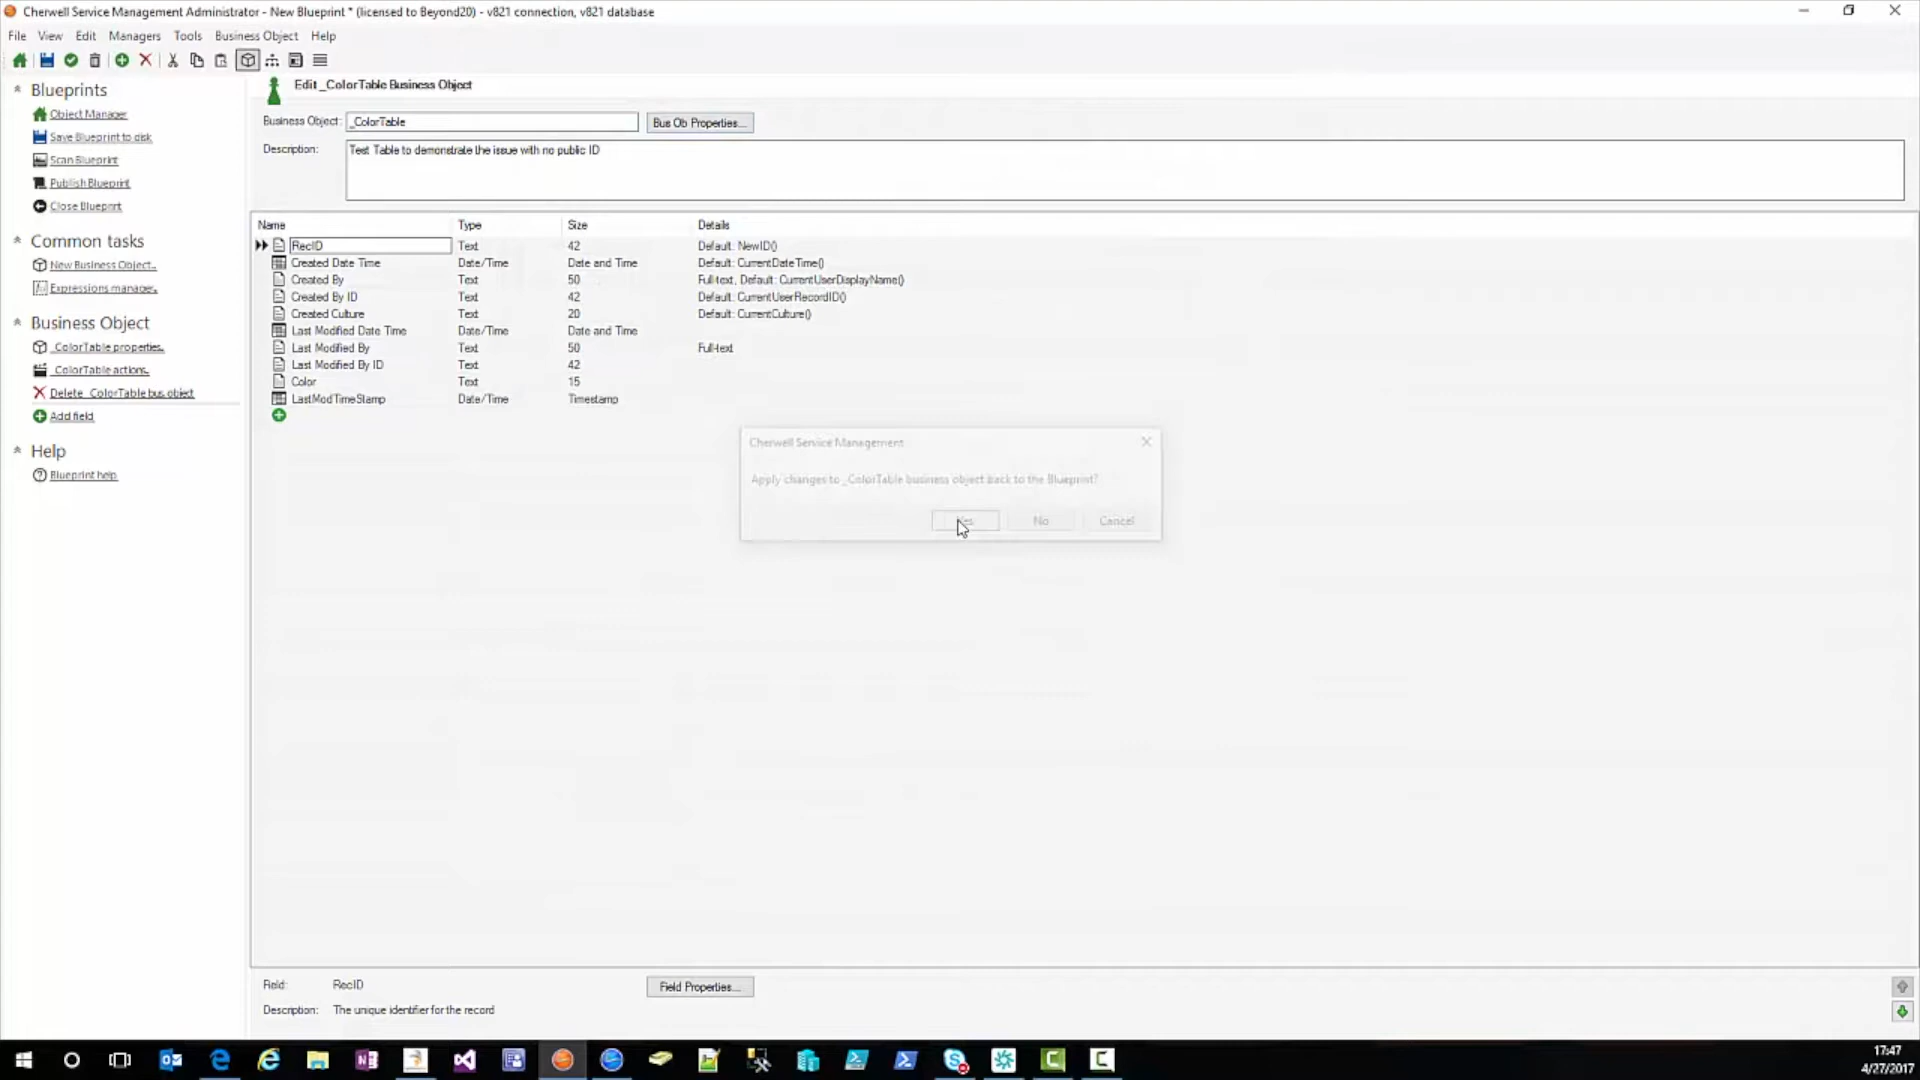 Cherwell Service Management Administrator - New Blueprint * (licensed to Beyond20) - v821 connection, v821 database
File View Edit Managers Tools Business Object Help
Blueprints
Object Manager
Save Blueprint to disk
Scan Blueprint
Publish Blueprint
Close Blueprint
Common tasks
New Business Object...
Expressions manager...
Business Object
_ColorTable properties...
_ColorTable actions...
Delete _ColorTable bus. object
Add field
Help
Blueprint help
Edit _ColorTable Business Object
Business Object: _ColorTable Bus Ob Properties...
Description: Test Table to demonstrate the issue with no public ID
Name Type Size Details
RecID Text 42 Default: NewID()
Created Date Time Date/Time Date and Time Default: CurrentDateTime()
Created By Text 50 Full-text, Default: CurrentUserDisplayName()
Created By ID Text 42 Default: CurrentUserRecordID()
Created Culture Text 20 Default: CurrentCulture()
Last Modified Date Time Date/Time Date and Time
Last Modified By Text 50 Full-text
Last Modified By ID Text 42
Color Text 15
LastModTimeStamp Date/Time Timestamp
Cherwell Service Management
Apply changes to _ColorTable business object back to the Blueprint?
Yes No Cancel
Field: RecID Field Properties...
Description: The unique identifier for the record
17:47
4/27/2017